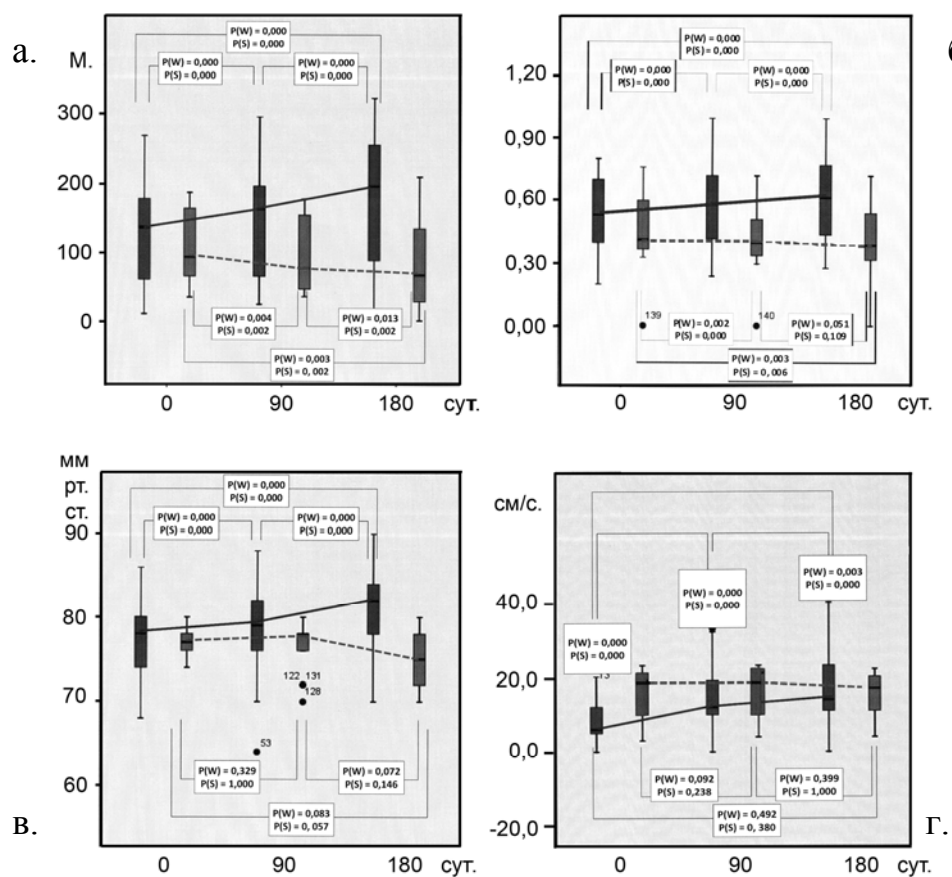 а.
М.
P(W) = 0,000
P(S) = 0,000
P(W) = 0,000
P(S) = 0,000
P(W) = 0,000
P(S) = 0,000
300
200
100
0
P(W) = 0,004
P(S) = 0,002
P(W) = 0,013
P(S) = 0,002
P(W) = 0,003
P(S) = 0, 002
0 90 180 сут.
P(W) = 0,000
P(S) = 0,000
P(W) = 0,000
P(S) = 0,000
P(W) = 0,000
P(S) = 0,000
1,20
0,90
0,60
0,30
0,00
139
140
P(W) = 0,002
P(S) = 0,000
P(W) = 0,051
P(S) = 0,109
P(W) = 0,003
P(S) = 0, 006
0 90 180 сут.
в.
мм
рт.
ст.
P(W) = 0,000
P(S) = 0,000
P(W) = 0,000
P(S) = 0,000
P(W) = 0,000
P(S) = 0,000
90
80
70
60
122 131
128
53
P(W) = 0,329
P(S) = 1,000
P(W) = 0,072
P(S) = 0,146
P(W) = 0,083
P(S) = 0, 057
0 90 180 сут.
г.
см/с.
P(W) = 0,003
P(S) = 0,000
P(W) = 0,000
P(S) = 0,000
P(W) = 0,000
P(S) = 0,000
40,0
20,0
0,0
-20,0
P(W) = 0,092
P(S) = 0,238
P(W) = 0,399
P(S) = 1,000
P(W) = 0,492
P(S) = 0, 380
0 90 180 сут.